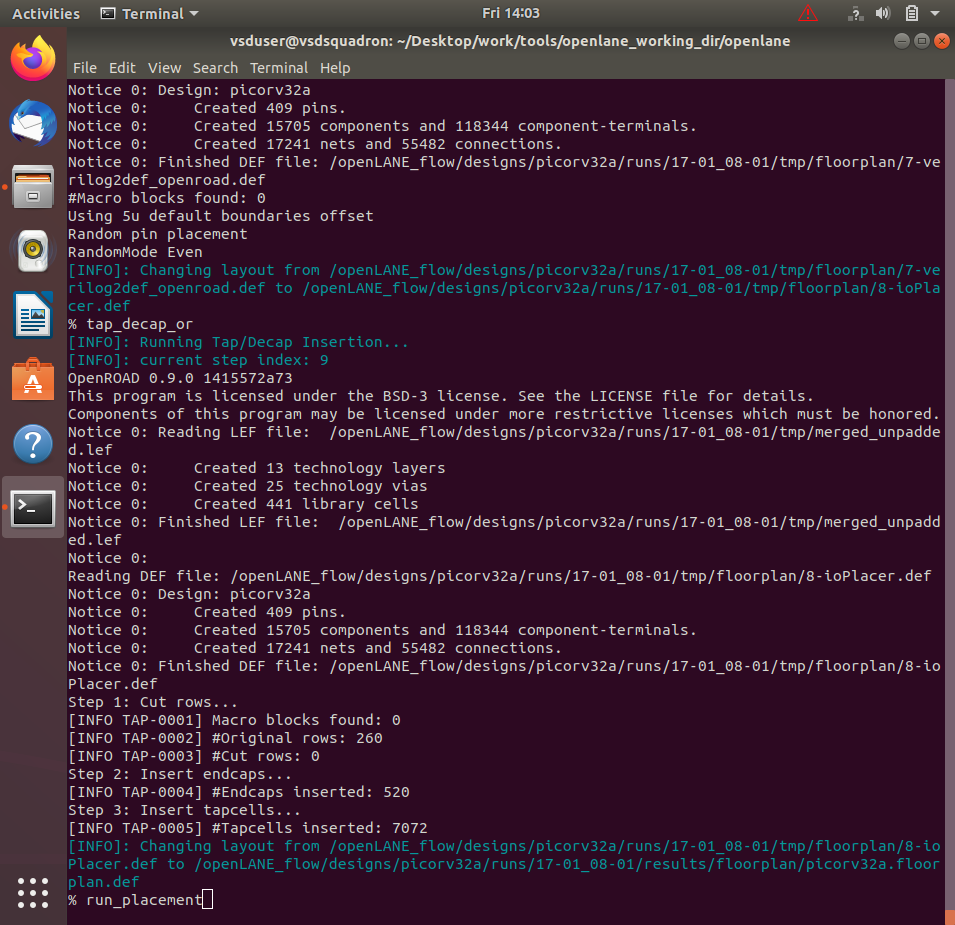 Activities Terminal Fri 14:03
vsduser@vsdsquadron: ~/Desktop/work/tools/openlane_working_dir/openlane
File Edit View Search Terminal Help
Notice 0: Design: picorv32a
Notice 0:     Created 409 pins.
Notice 0:     Created 15705 components and 118344 component-terminals.
Notice 0:     Created 17241 nets and 55482 connections.
Notice 0: Finished DEF file: /openLANE_flow/designs/picorv32a/runs/17-01_08-01/tmp/floorplan/7-ve
rilog2def_openroad.def
#Macro blocks found: 0
Using 5u default boundaries offset
Random pin placement
RandomMode Even
[INFO]: Changing layout from /openLANE_flow/designs/picorv32a/runs/17-01_08-01/tmp/floorplan/7-ve
rilog2def_openroad.def to /openLANE_flow/designs/picorv32a/runs/17-01_08-01/tmp/floorplan/8-ioPla
cer.def
% tap_decap_or
[INFO]: Running Tap/Decap Insertion...
[INFO]: current step index: 9
OpenROAD 0.9.0 1415572a73
This program is licensed under the BSD-3 license. See the LICENSE file for details.
Components of this program may be licensed under more restrictive licenses which must be honored.
Notice 0: Reading LEF file:  /openLANE_flow/designs/picorv32a/runs/17-01_08-01/tmp/merged_unpadde
d.lef
Notice 0:     Created 13 technology layers
Notice 0:     Created 25 technology vias
Notice 0:     Created 441 library cells
Notice 0: Finished LEF file:  /openLANE_flow/designs/picorv32a/runs/17-01_08-01/tmp/merged_unpadd
ed.lef
Notice 0:
Reading DEF file: /openLANE_flow/designs/picorv32a/runs/17-01_08-01/tmp/floorplan/8-ioPlacer.def
Notice 0: Design: picorv32a
Notice 0:     Created 409 pins.
Notice 0:     Created 15705 components and 118344 component-terminals.
Notice 0:     Created 17241 nets and 55482 connections.
Notice 0: Finished DEF file: /openLANE_flow/designs/picorv32a/runs/17-01_08-01/tmp/floorplan/8-io
Placer.def
Step 1: Cut rows...
[INFO TAP-0001] Macro blocks found: 0
[INFO TAP-0002] #Original rows: 260
[INFO TAP-0003] #Cut rows: 0
Step 2: Insert endcaps...
[INFO TAP-0004] #Endcaps inserted: 520
Step 3: Insert tapcells...
[INFO TAP-0005] #Tapcells inserted: 7072
[INFO]: Changing layout from /openLANE_flow/designs/picorv32a/runs/17-01_08-01/tmp/floorplan/8-io
Placer.def to /openLANE_flow/designs/picorv32a/runs/17-01_08-01/results/floorplan/picorv32a.floor
plan.def
% run_placement